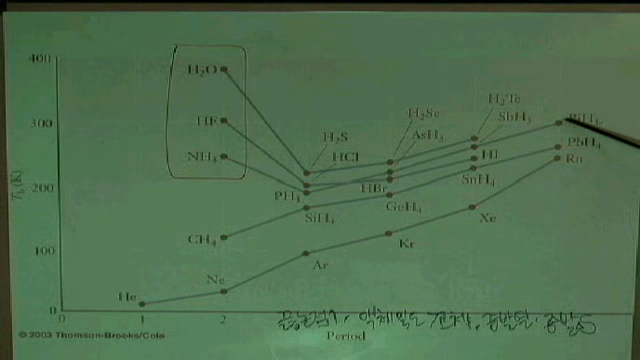 400
H₂O
300
HF
H₂Te
H₂Se
SbH₃
BiH₃
H₂S
AsH₃
PbH₄
HCl
HI
Rn
NH₃
200
HBr
SnH₄
PH₃
SiH₄
GeH₄
Xe
T_b (K)
CH₄
Kr
100
Ar
Ne
He
0
1
2
Period
© 2003 Thomson-Brooks/Cole